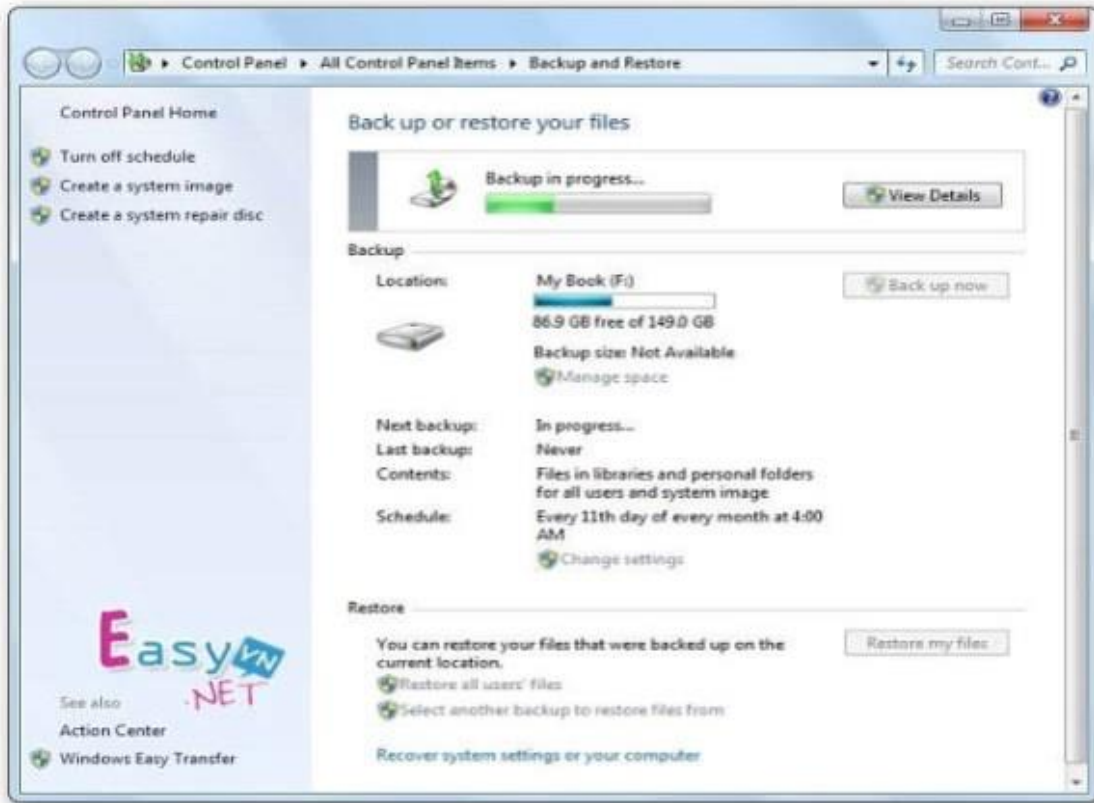 Control Panel ▸ All Control Panel Items ▸ Backup and Restore
Search Cont...
Control Panel Home
Turn off schedule
Create a system image
Create a system repair disc
Back up or restore your files
Backup in progress...
View Details
Backup
Location:
My Book (F:)
Back up now
86.9 GB free of 149.0 GB
Backup size: Not Available
Manage space
Next backup:
In progress...
Last backup:
Never
Contents:
Files in libraries and personal folders
for all users and system image
Schedule:
Every 11th day of every month at 4:00
AM
Change settings
Restore
You can restore your files that were backed up on the
current location.
Restore my files
Restore all users' files
Select another backup to restore files from
Recover system settings or your computer
Easy VN
.NET
See also
Action Center
Windows Easy Transfer